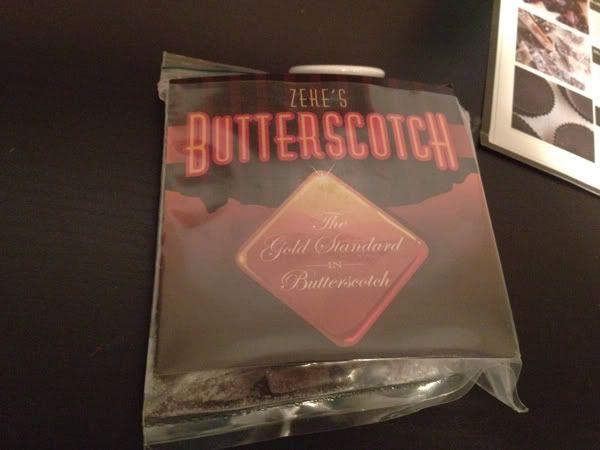 ZEKE'S
BUTTERSCOTCH
The
Gold Standard
IN
Butterscotch